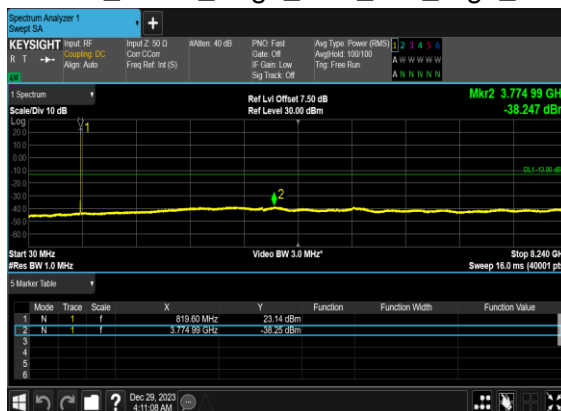 Spectrum Analyzer 1
Swept SA
+
KEYSIGHT Input: RF Input Z: 50 Ω #Atten: 40 dB PNO: Fast Avg Type: Power (RMS) 1 2 3 4 5 6
R T Coupling: DC Corr CCorr Gate: Off Avg|Hold: 100/100 A W W W W W
Align: Auto Freq Ref: Int (S) IF Gain: Low Trig: Free Run
Sig Track: Off A N N N N N
1 Spectrum Ref Lvl Offset 7.50 dB Mkr2 3.774 99 GH
Scale/Div 10 dB Ref Level 30.00 dBm -38.247 dBr
Log
20.0
10.0
0.00
-10.0
-20.0
-30.0
-40.0
-50.0
-60.0
1
DL1 -13.00 dB
2
Start 30 MHz Video BW 3.0 MHz* Stop 8.240 GH
#Res BW 1.0 MHz Sweep 16.0 ms (40001 pt
5 Marker Table
Mode Trace Scale X Y Function Function Width Function Value
1 N 1 f 819.60 MHz 23.14 dBm
2 N 1 f 3.774 99 GHz -38.25 dBm
3
4
5
6
? Dec 29, 2023
4:11:08 AM